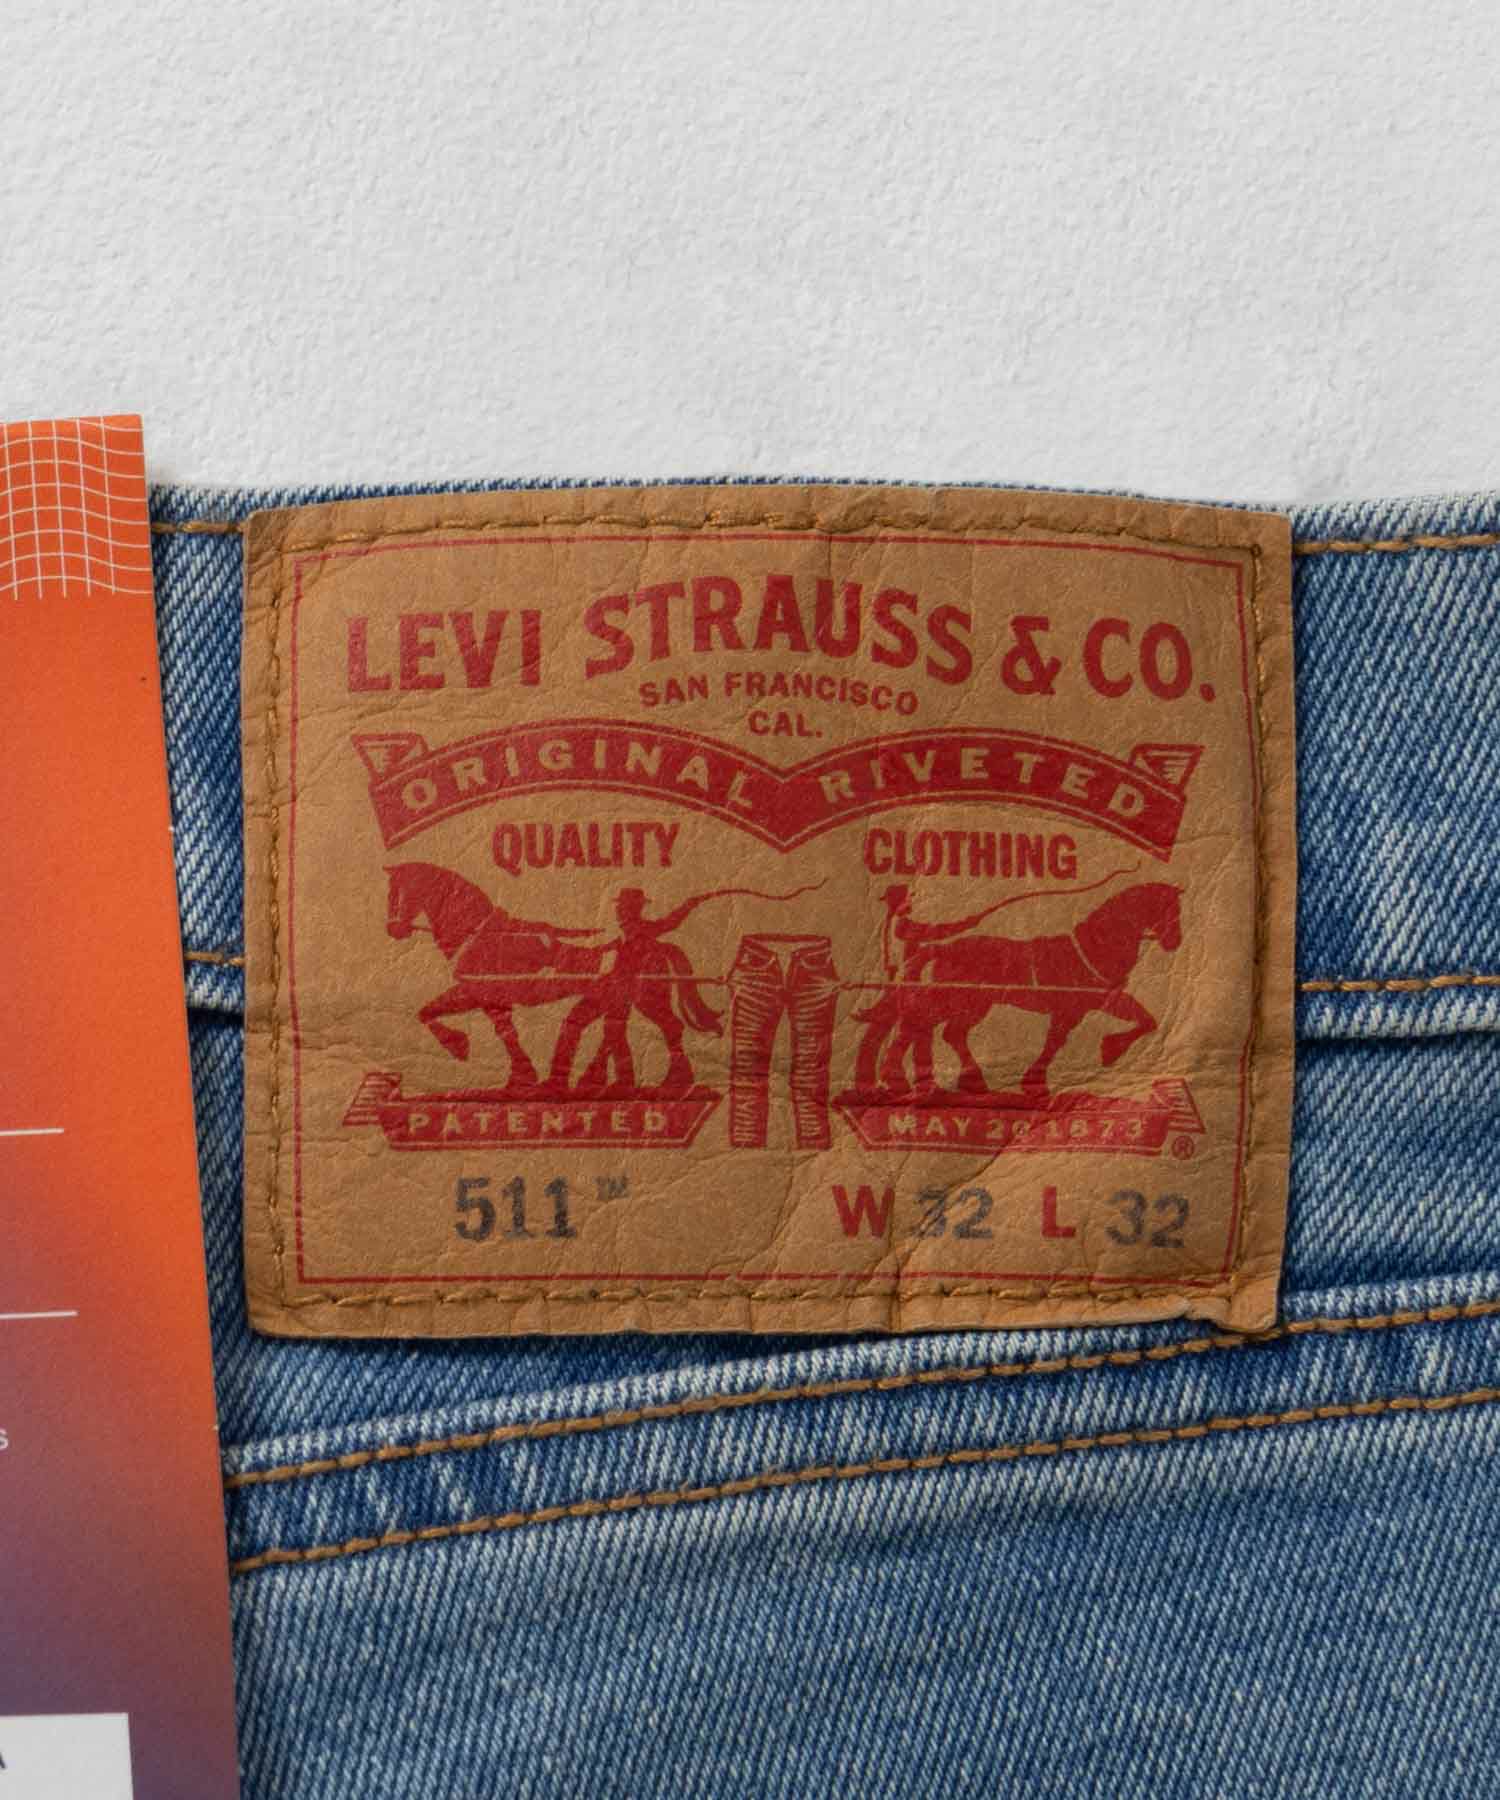 LEVI STRAUSS & CO.
SAN FRANCISCO
CAL.
ORIGINAL RIVETED
QUALITY CLOTHING
PATENTED MAY 20 1873 ®
511™ W 32 L 32
S
A